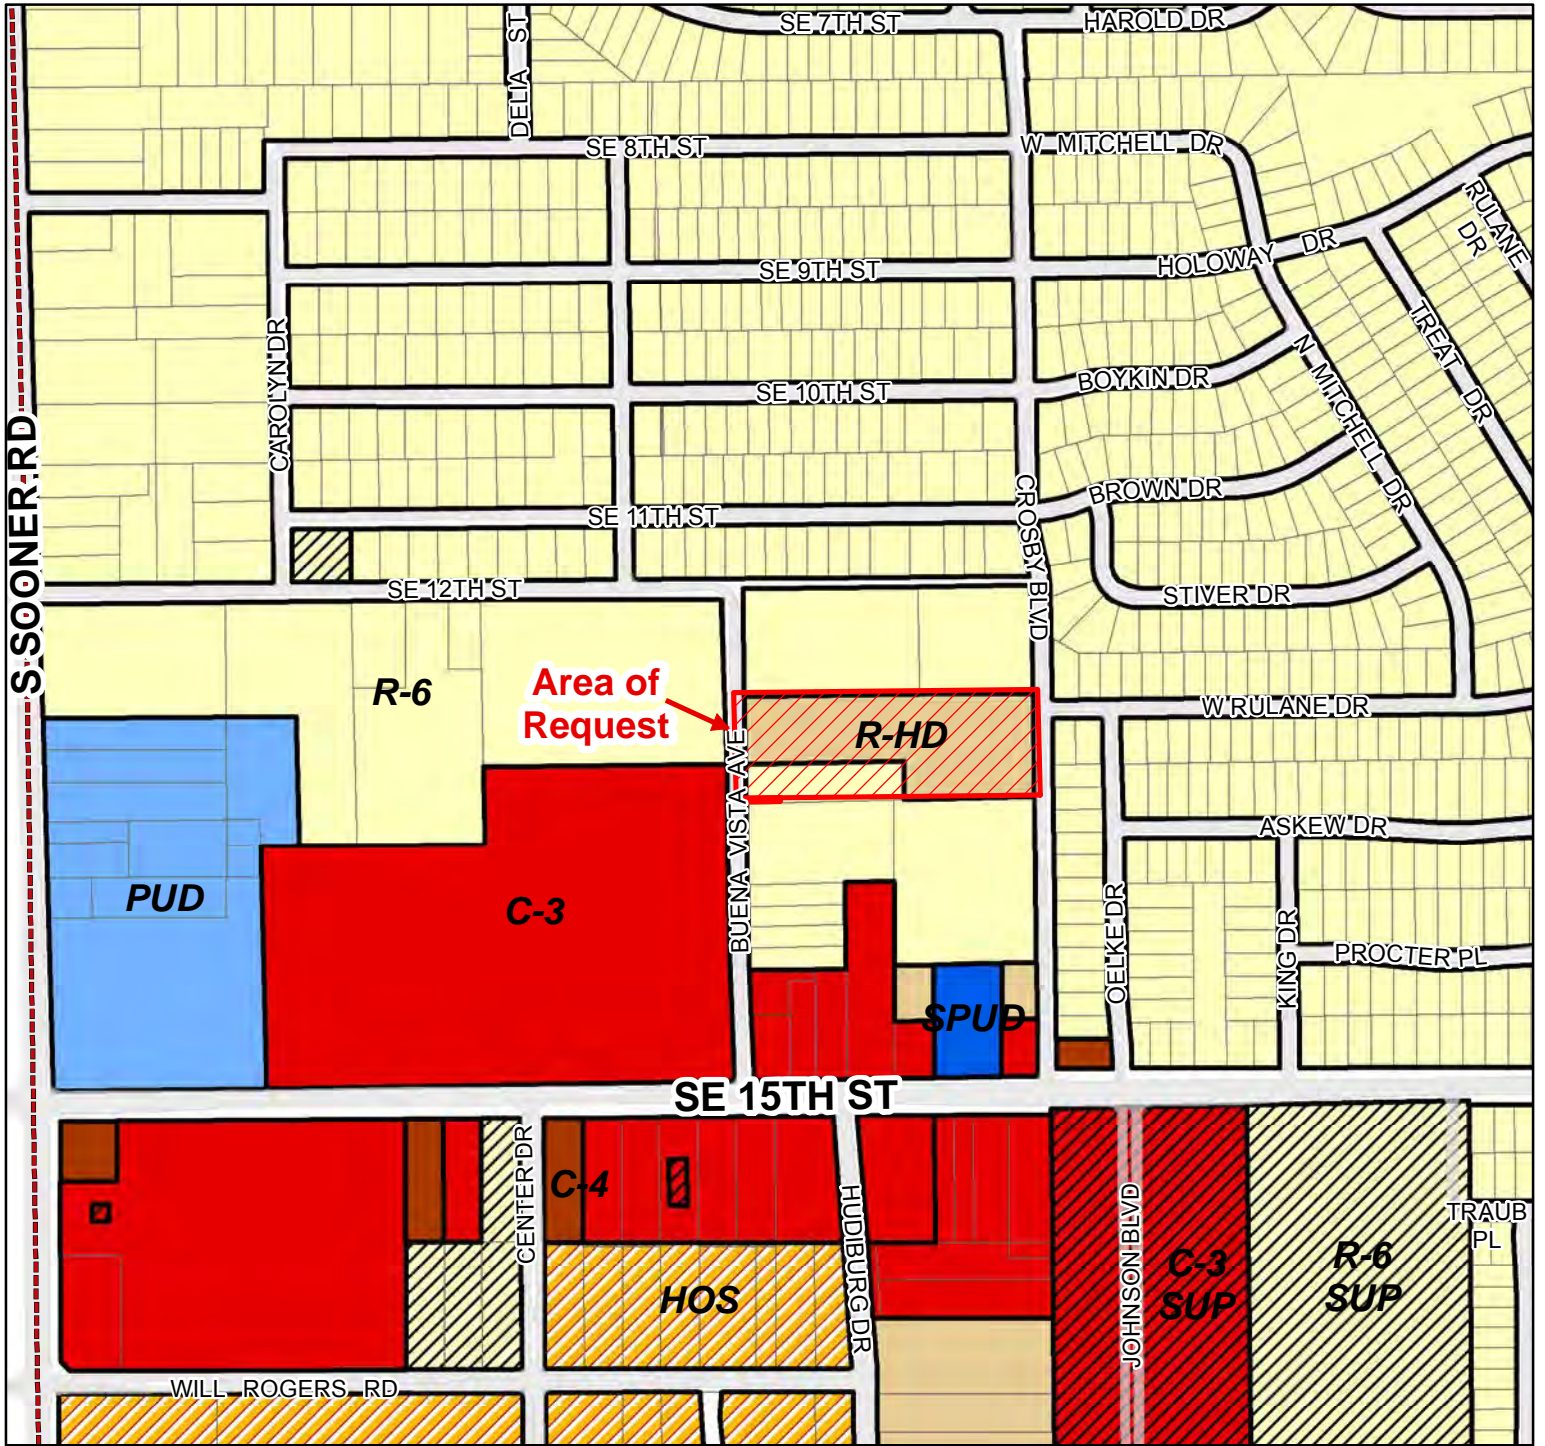 SE 7TH ST
HAROLD DR
DELIA ST
SE 8TH ST
W MITCHELL DR
RULANE
DR
HOLOWAY DR
SE 9TH ST
CAROLYN DR
TREAT DR
N MITCHELL DR
BOYKIN DR
SE 10TH ST
S SOONER RD
BROWN DR
CROSBY BLVD
SE 11TH ST
SE 12TH ST
STIVER DR
R-6
Area of
Request
W RULANE DR
R-HD
BUENA VISTA AVE
ASKEW DR
PUD
C-3
OELKE DR
KING DR
PROCTER PL
SPUD
SE 15TH ST
CENTER DR
C-4
HUDIBURG DR
JOHNSON BLVD
TRAUB
PL
C-3
SUP
R-6
SUP
HOS
WILL ROGERS RD